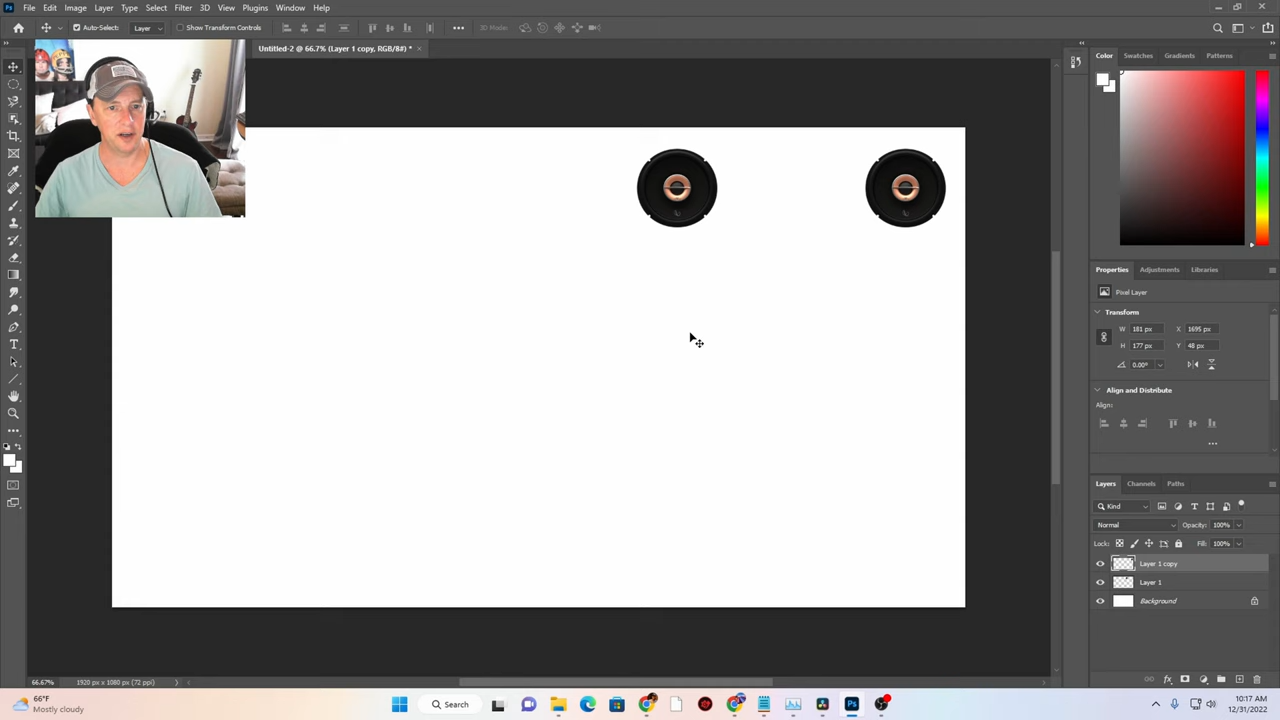 File Edit Image Layer Type Select Filter 3D View Plugins Window Help
Auto-Select: Layer Show Transform Controls 3D Mode:
Untitled-2 @ 66.7% (Layer 1 copy, RGB/8#) *
Color Swatches Gradients Patterns
Properties Adjustments Libraries
Pixel Layer
Transform
W 181 px X 1695 px
H 177 px Y 48 px
0.00°
Align and Distribute
Align:
Layers Channels Paths
Kind
Normal Opacity: 100%
Lock: Fill: 100%
Layer 1 copy
Layer 1
Background
66.67% 1920 px x 1080 px (72 ppi)
66°F
Mostly cloudy
Search
10:17 AM
12/31/2022